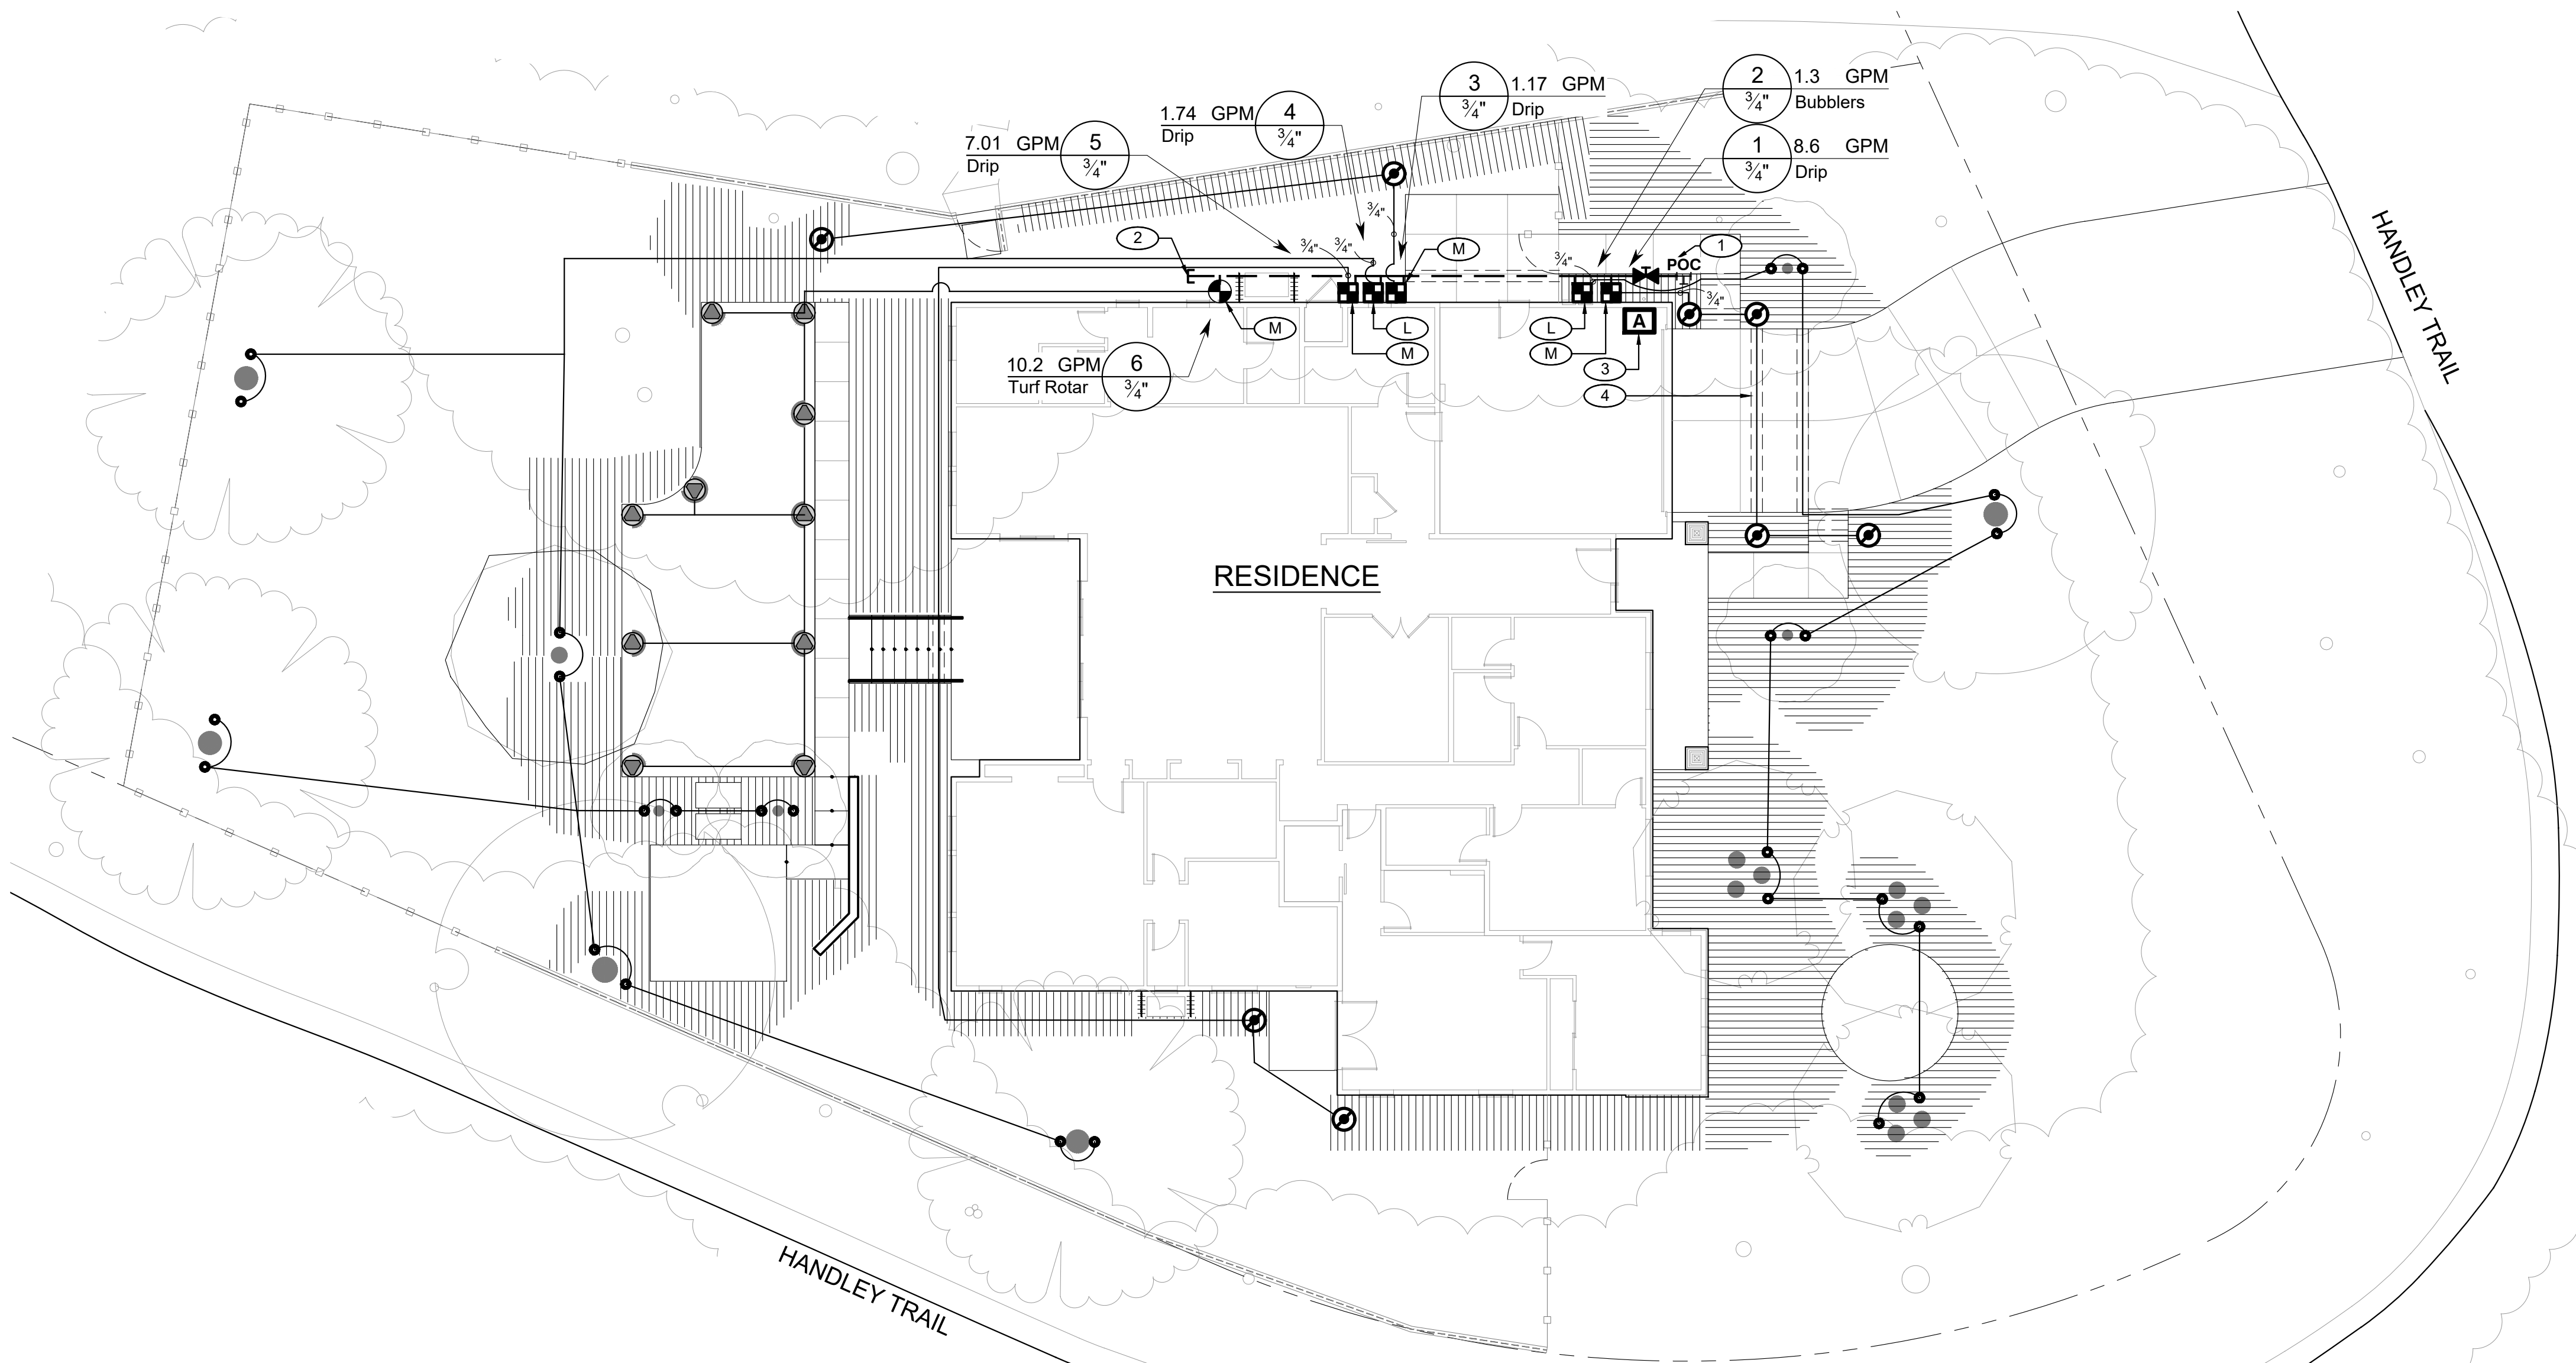 2 1.3 GPM
3/4" Bubblers
3 1.17 GPM
3/4" Drip
1.74 GPM 4
Drip 3/4"
7.01 GPM 5
Drip 3/4"
1 8.6 GPM
3/4" Drip
HANDLEY TRAIL
3/4"
2
M
1
3/4" 3/4"
3/4"
POC
3/4"
M
L
M
L
M
A
3
4
10.2 GPM 6
Turf Rotar 3/4"
RESIDENCE
HANDLEY TRAIL